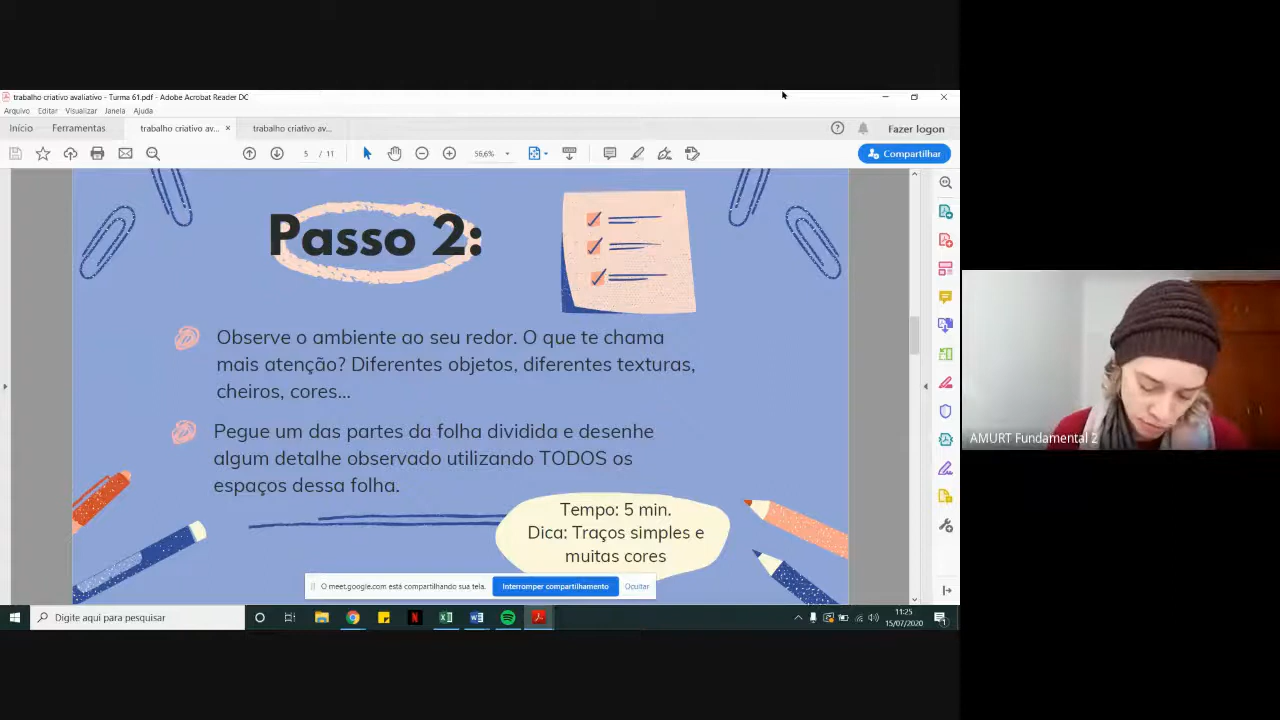 trabalho criativo avaliativo - Turma 61.pdf - Adobe Acrobat Reader DC
Arquivo Editar Visualizar Janela Ajuda
Início Ferramentas trabalho criativo av... × trabalho criativo av... Fazer logon
5 / 11 56,6% Compartilhar
Passo 2:
Observe o ambiente ao seu redor. O que te chama
mais atenção? Diferentes objetos, diferentes texturas,
cheiros, cores...
Pegue um das partes da folha dividida e desenhe
algum detalhe observado utilizando TODOS os
espaços dessa folha.
Tempo: 5 min.
Dica: Traços simples e
muitas cores
O meet.google.com está compartilhando sua tela. Interromper compartilhamento Ocultar
Digite aqui para pesquisar
11:25
15/07/2020
AMURT Fundamental 2